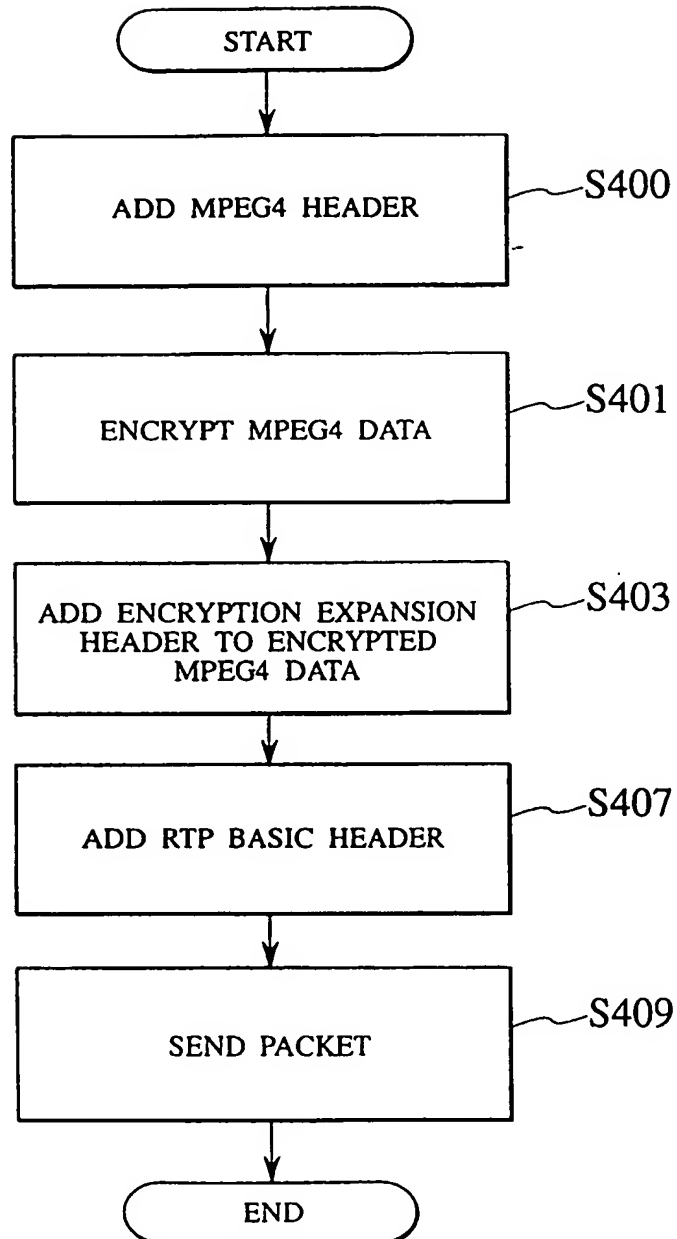 START
ADD MPEG4 HEADER
S400
ENCRYPT MPEG4 DATA
S401
ADD ENCRYPTION EXPANSION
HEADER TO ENCRYPTED
MPEG4 DATA
S403
ADD RTP BASIC HEADER
S407
SEND PACKET
S409
END